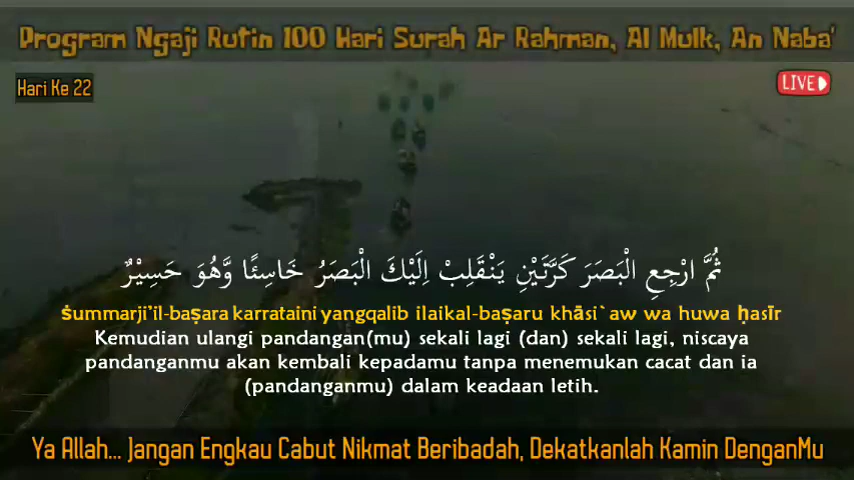 Program Ngaji Rutin 100 Hari Surah Ar Rahman, Al Mulk, An Naba'
Hari Ke 22
LIVE
ثُمَّ ارْجِعِ الْبَصَرَ كَرَّتَيْنِ يَنْقَلِبْ اِلَيْكَ الْبَصَرُ خَاسِئًا وَّهُوَ حَسِيْرٌ
ṡummarji'il-baṣara karrataini yangqalib ilaikal-baṣaru khāsi`aw wa huwa ḥasīr
Kemudian ulangi pandangan(mu) sekali lagi (dan) sekali lagi, niscaya
pandanganmu akan kembali kepadamu tanpa menemukan cacat dan ia
(pandanganmu) dalam keadaan letih.
Ya Allah... Jangan Engkau Cabut Nikmat Beribadah, Dekatkanlah Kamin DenganMu